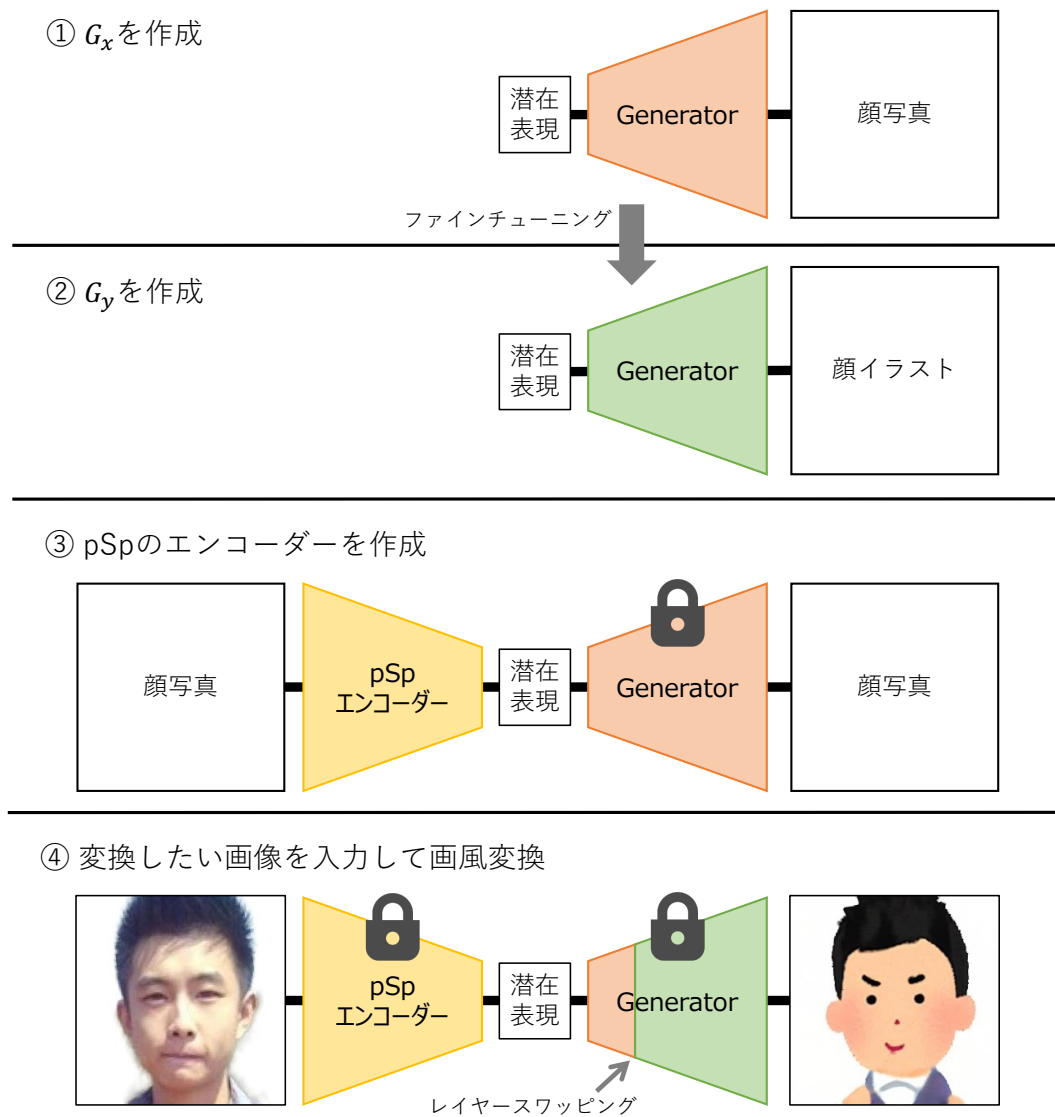 ① Gxを作成
潜在
表現
Generator
顔写真
ファインチューニング
② Gyを作成
潜在
表現
Generator
顔イラスト
③ pSpのエンコーダーを作成
顔写真
pSp
エンコーダー
潜在
表現
Generator
顔写真
④ 変換したい画像を入力して画風変換
pSp
エンコーダー
潜在
表現
Generator
レイヤースワッピング